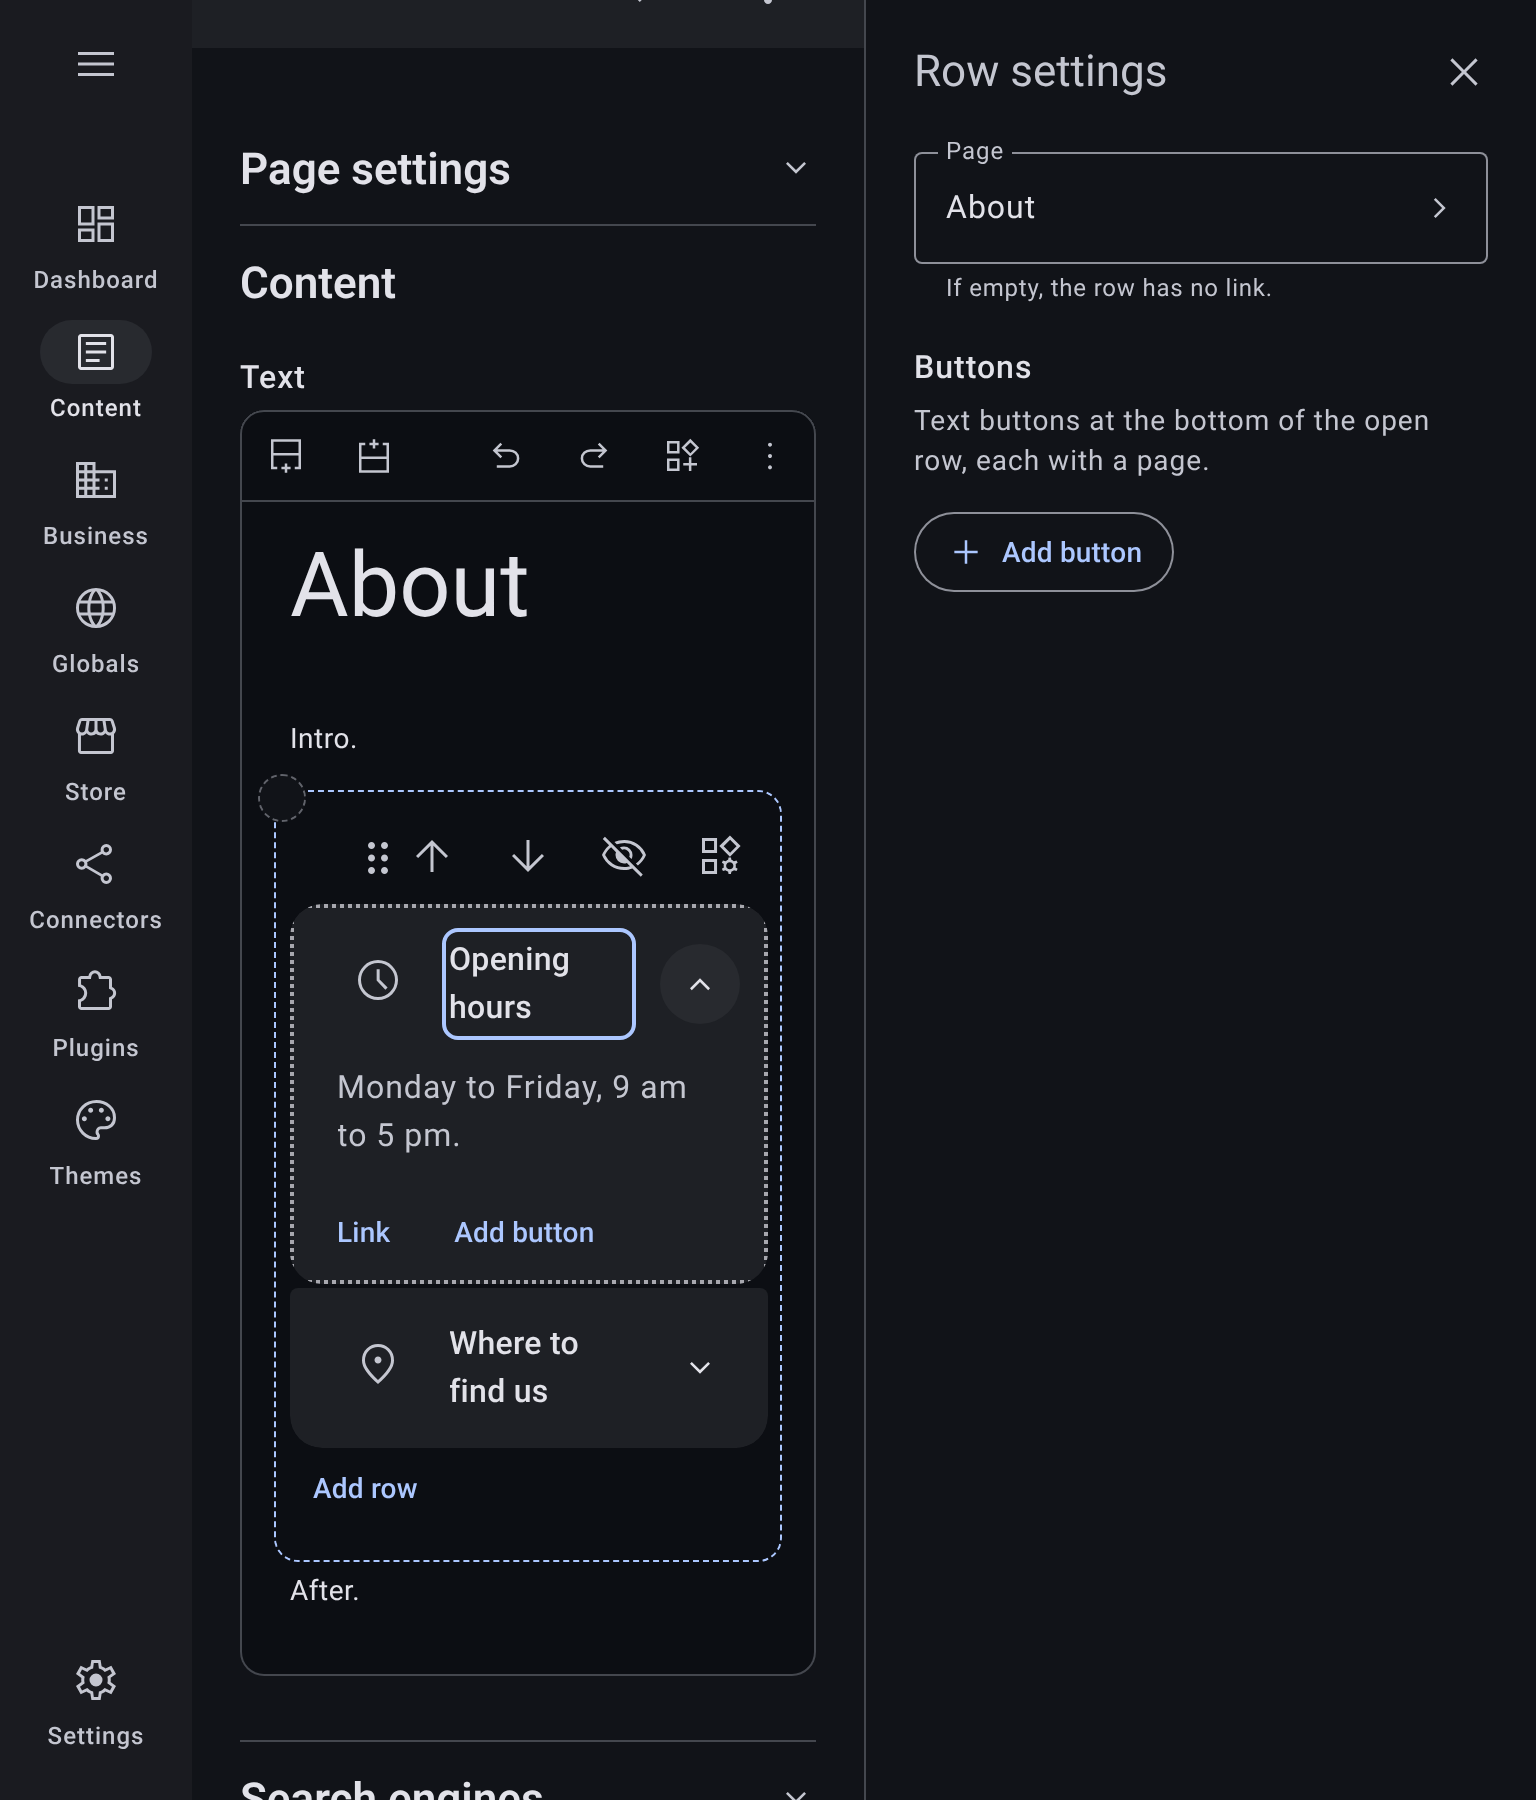 Dashboard
Content
Business
Globals
Store
Connectors
Plugins
Themes
Settings
Page settings
Content
Text
About
Intro.
Opening
hours
Monday to Friday, 9 am
to 5 pm.
Link
Add button
Where to
find us
Add row
After.
Search engines
Row settings
Page
About
If empty, the row has no link.
Buttons
Text buttons at the bottom of the open
row, each with a page.
Add button